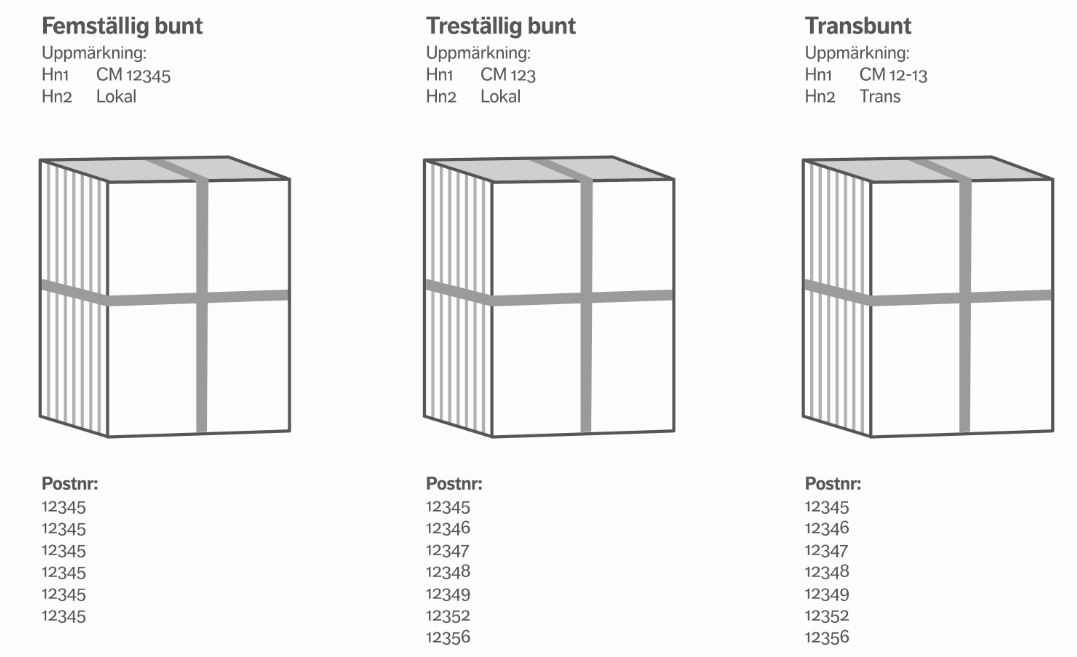 Femställig bunt
Uppmärkning:
Hn1 CM 12345
Hn2 Lokal
Postnr:
12345
12345
12345
12345
12345
12345
Treställig bunt
Uppmärkning:
Hn1 CM 123
Hn2 Lokal
Postnr:
12345
12346
12347
12348
12349
12352
12356
Transbunt
Uppmärkning:
Hn1 CM 12-13
Hn2 Trans
Postnr:
12345
12346
12347
12348
12349
12352
12356